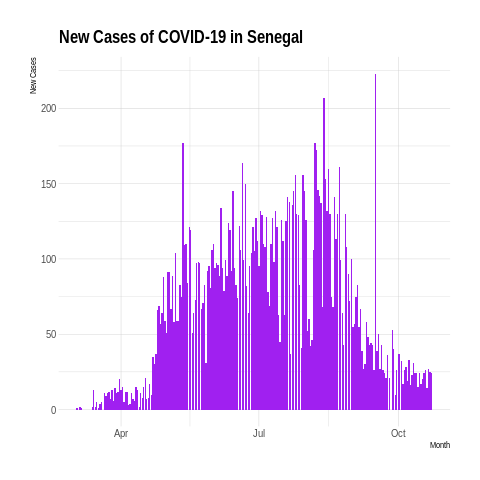 New Cases of COVID-19 in Senegal
New Cases
200
150
100
50
0
Apr
Jul
Oct
Month